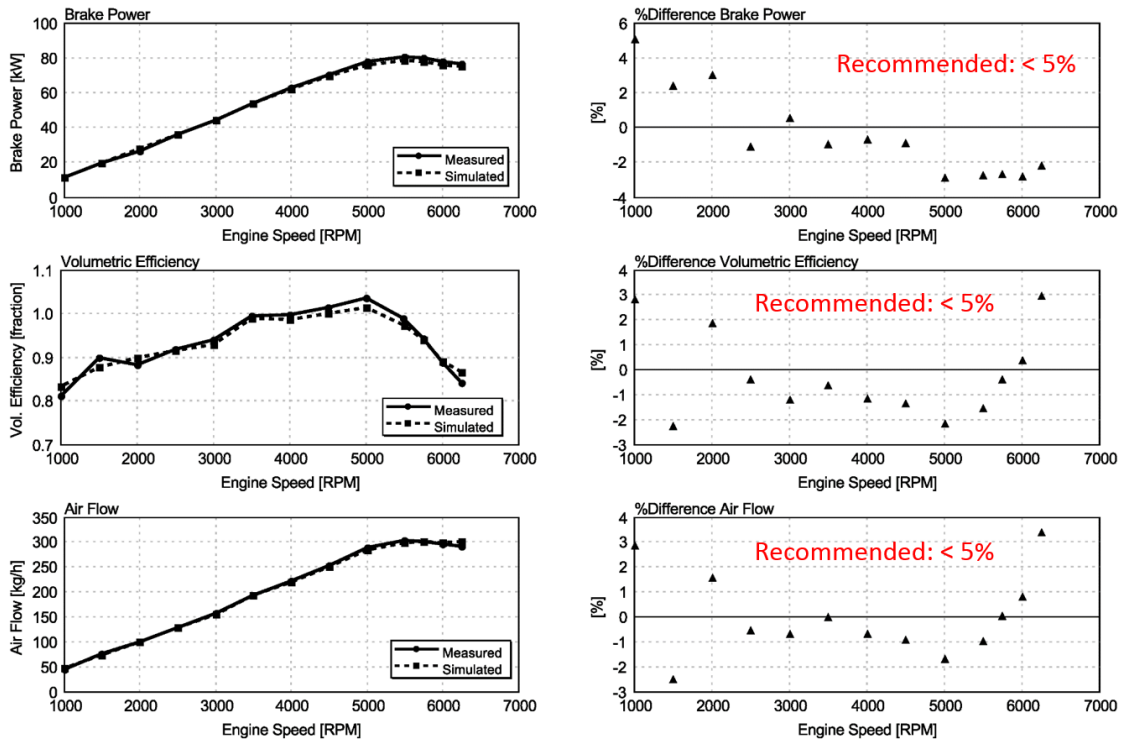 Brake Power
Brake Power [kW]
100
80
60
40
20
0
Measured
Simulated
1000 2000 3000 4000 5000 6000 7000
Engine Speed [RPM]
%Difference Brake Power
Recommended: < 5%
[%]
6
4
2
0
-2
-4
1000 2000 3000 4000 5000 6000 7000
Engine Speed [RPM]
Volumetric Efficiency
Vol. Efficiency [fraction]
1.1
1.0
0.9
0.8
0.7
Measured
Simulated
1000 2000 3000 4000 5000 6000 7000
Engine Speed [RPM]
%Difference Volumetric Efficiency
Recommended: < 5%
[%]
4
3
2
1
0
-1
-2
-3
1000 2000 3000 4000 5000 6000 7000
Engine Speed [RPM]
Air Flow
Air Flow [kg/h]
350
300
250
200
150
100
50
0
Measured
Simulated
1000 2000 3000 4000 5000 6000 7000
Engine Speed [RPM]
%Difference Air Flow
Recommended: < 5%
[%]
4
3
2
1
0
-1
-2
-3
1000 2000 3000 4000 5000 6000 7000
Engine Speed [RPM]